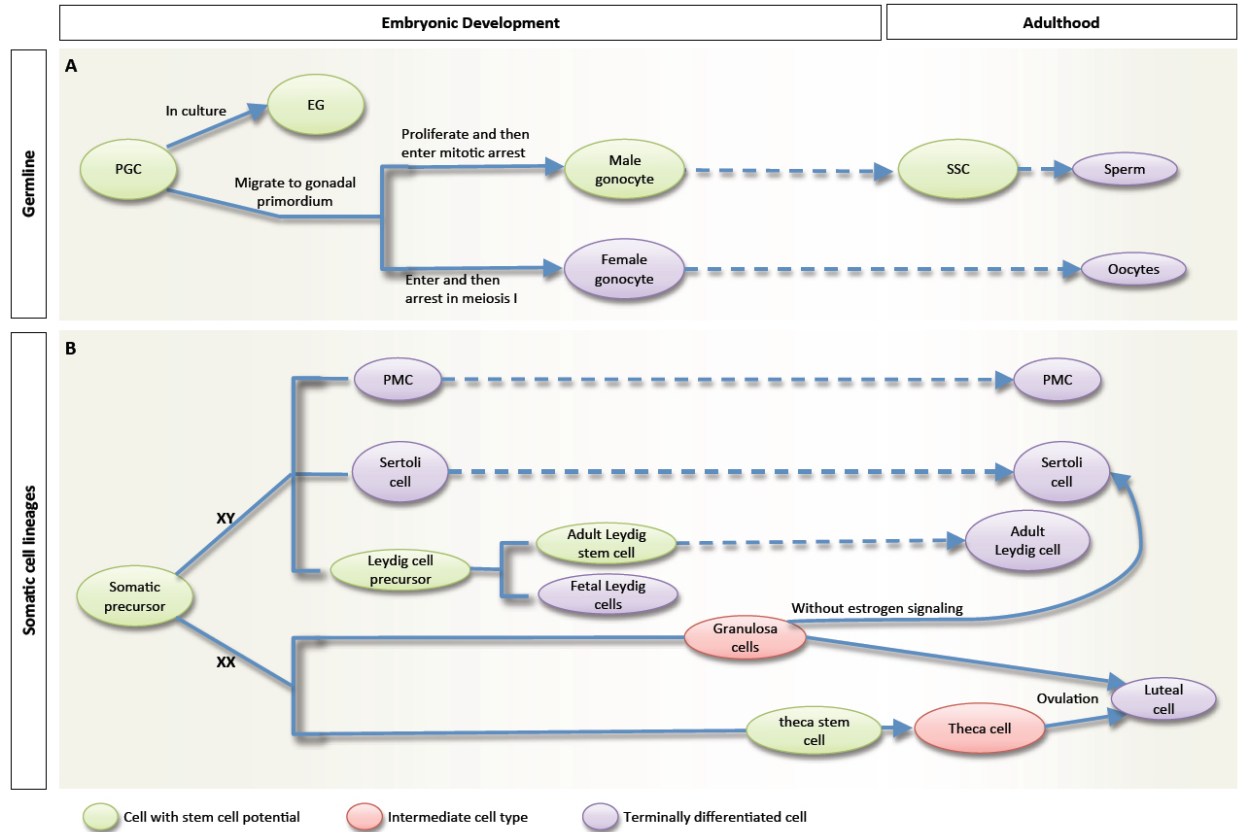 Embryonic Development
Adulthood
Germline
A
In culture
EG
PGC
Migrate to gonadal
primordium
Proliferate and then
enter mitotic arrest
Male
gonocyte
SSC
Sperm
Enter and then
arrest in meiosis I
Female
gonocyte
Oocytes
Somatic cell lineages
B
PMC
PMC
Sertoli
cell
Sertoli
cell
XY
Leydig cell
precursor
Adult Leydig
stem cell
Adult
Leydig cell
Fetal Leydig
cells
Somatic
precursor
Without estrogen signaling
Granulosa
cells
XX
Ovulation
Luteal
cell
theca stem
cell
Theca cell
Cell with stem cell potential
Intermediate cell type
Terminally differentiated cell